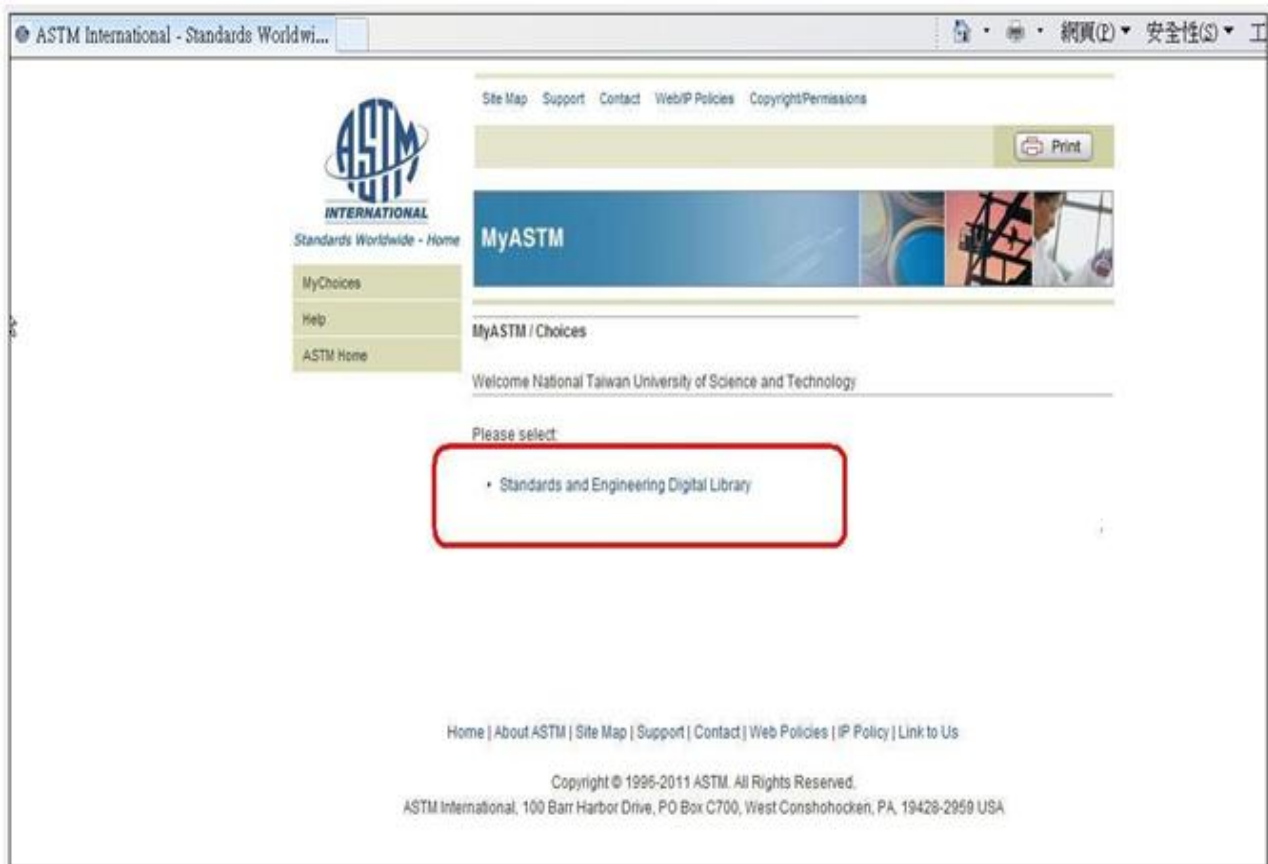 ASTM International - Standards Worldwi...
網頁(P) 安全性(S) 工
Site Map Support Contact Web/IP Policies Copyright/Permissions
Print
ASTM
INTERNATIONAL
Standards Worldwide - Home
MyASTM
MyChoices
Help
ASTM Home
MyASTM / Choices
Welcome National Taiwan University of Science and Technology
Please select:
• Standards and Engineering Digital Library
Home | About ASTM | Site Map | Support | Contact | Web Policies | IP Policy | Link to Us
Copyright © 1996-2011 ASTM. All Rights Reserved.
ASTM International, 100 Barr Harbor Drive, PO Box C700, West Conshohocken, PA, 19428-2959 USA